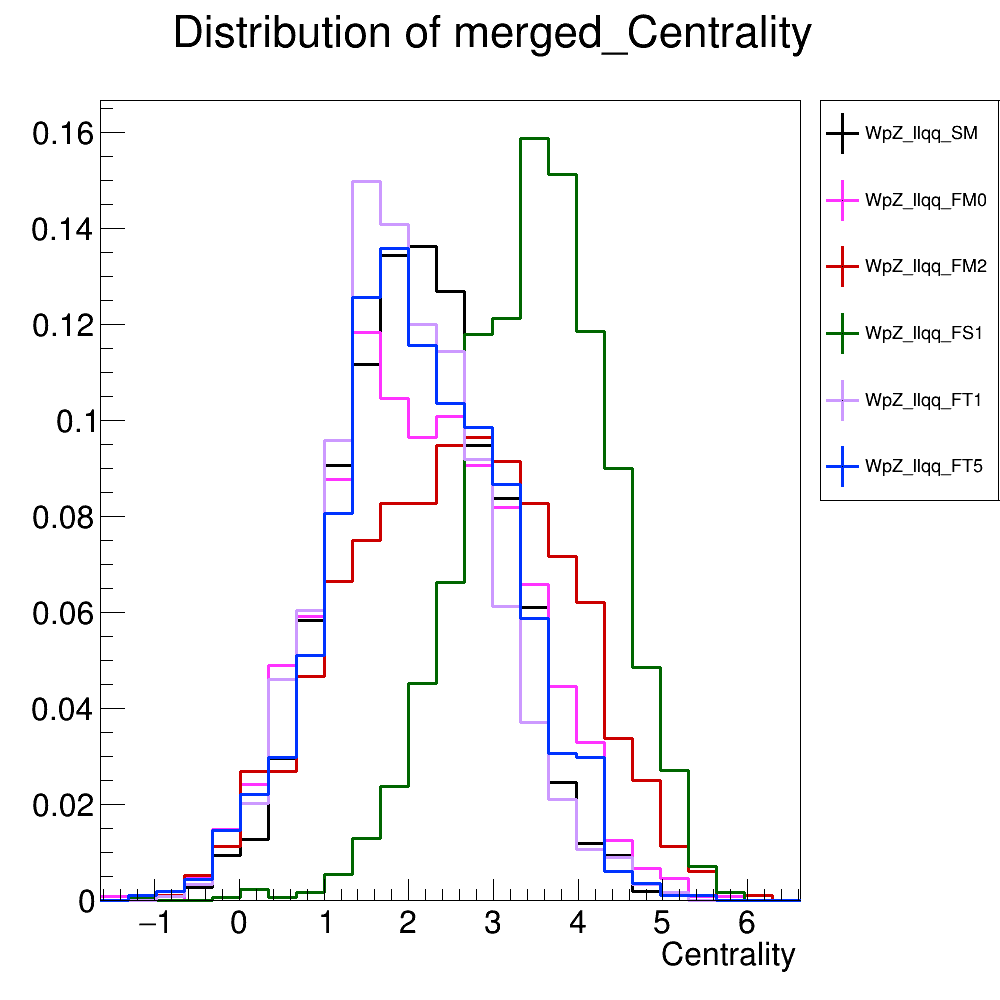 Distribution of merged_Centrality
0.16
0.14
0.12
0.1
0.08
0.06
0.04
0.02
0
−1 0 1 2 3 4 5 6
Centrality
WpZ_llqq_SM
WpZ_llqq_FM0
WpZ_llqq_FM2
WpZ_llqq_FS1
WpZ_llqq_FT1
WpZ_llqq_FT5